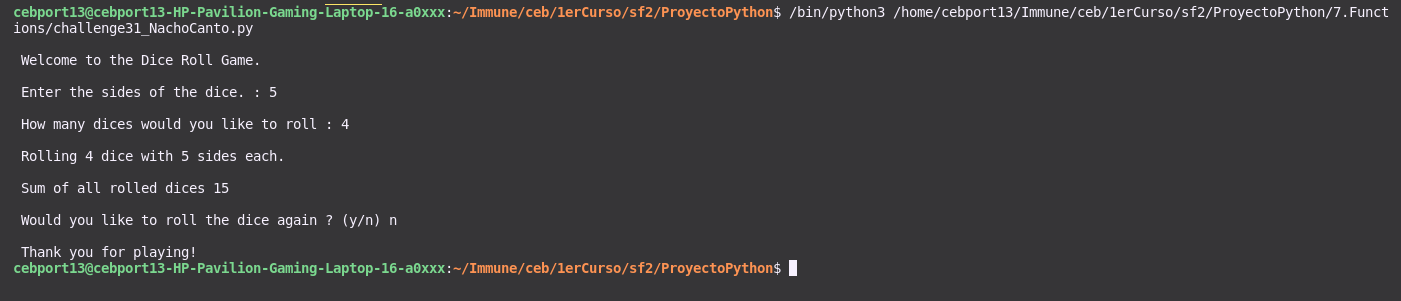 cebport13@cebport13-HP-Pavilion-Gaming-Laptop-16-a0xxx:~/Immune/ceb/1erCurso/sf2/ProyectoPython$ /bin/python3 /home/cebport13/Immune/ceb/1erCurso/sf2/ProyectoPython/7.Funct
ions/challenge31_NachoCanto.py
Welcome to the Dice Roll Game.
Enter the sides of the dice. : 5
How many dices would you like to roll : 4
Rolling 4 dice with 5 sides each.
Sum of all rolled dices 15
Would you like to roll the dice again ? (y/n) n
Thank you for playing!
cebport13@cebport13-HP-Pavilion-Gaming-Laptop-16-a0xxx:~/Immune/ceb/1erCurso/sf2/ProyectoPython$